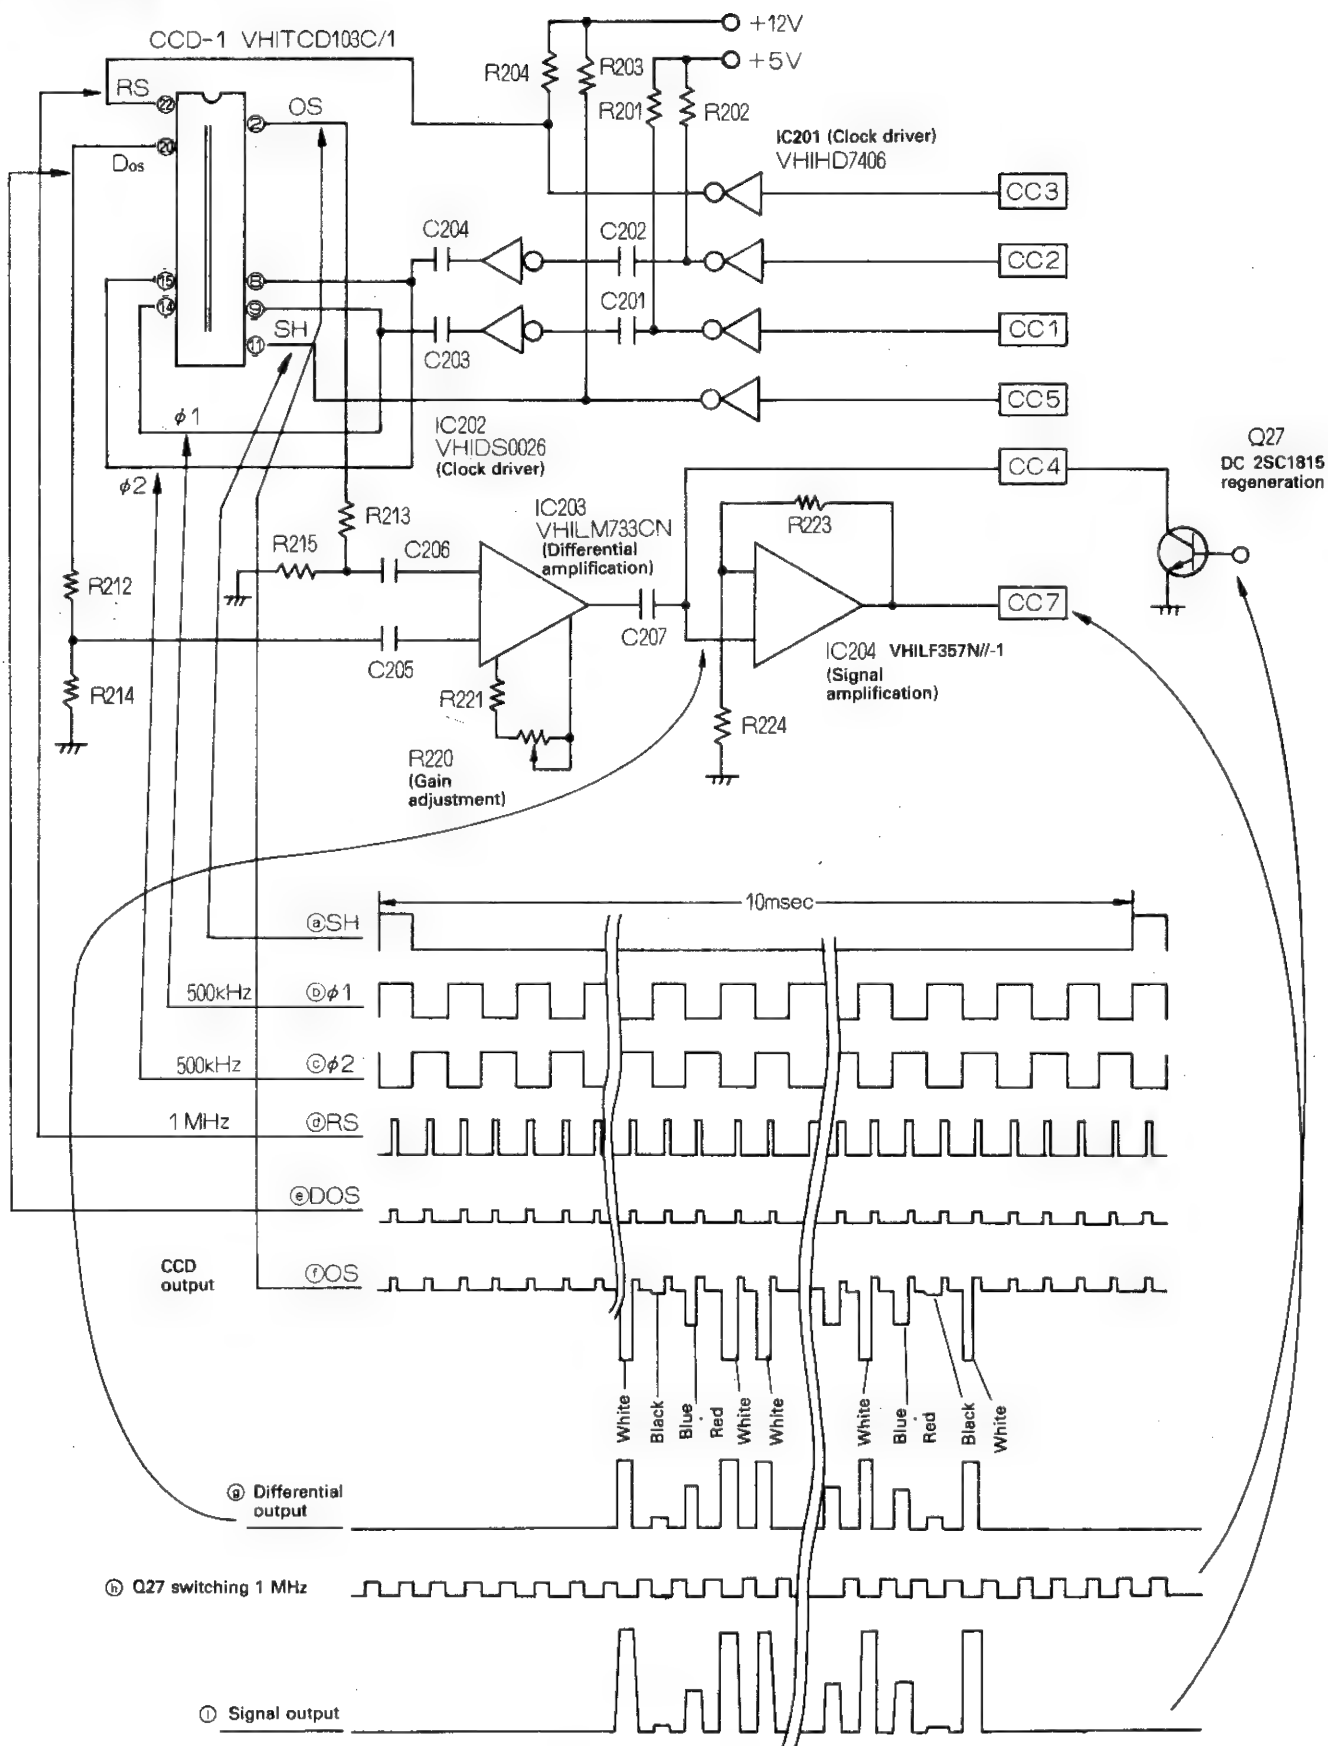 CCD-1 VHITCD103C/1
+12V
+5V
R204
R203
R201
R202
RS
22
OS
2
20
Dos
IC201 (Clock driver)
VHIHD7406
CC3
C204
C202
CC2
15
8
14
9
C201
CC1
SH
11
C203
CC5
φ1
IC202
VHIDS0026
(Clock driver)
φ2
CC4
Q27
DC 2SC1815
regeneration
R213
IC203
VHILM733CN
(Differential
amplification)
R223
R215
C206
R212
C207
CC7
C205
R214
R221
IC204 VHILF357N//-1
(Signal
amplification)
R224
R220
(Gain
adjustment)
10msec
ⓐSH
500kHz ⓑφ1
500kHz ⓒφ2
1MHz ⓓRS
ⓔDOS
CCD
output
ⓕOS
White
Black
Blue · Red
White
White
White
Blue · Red
Black
White
ⓖ Differential
output
ⓗ Q27 switching 1 MHz
ⓘ Signal output